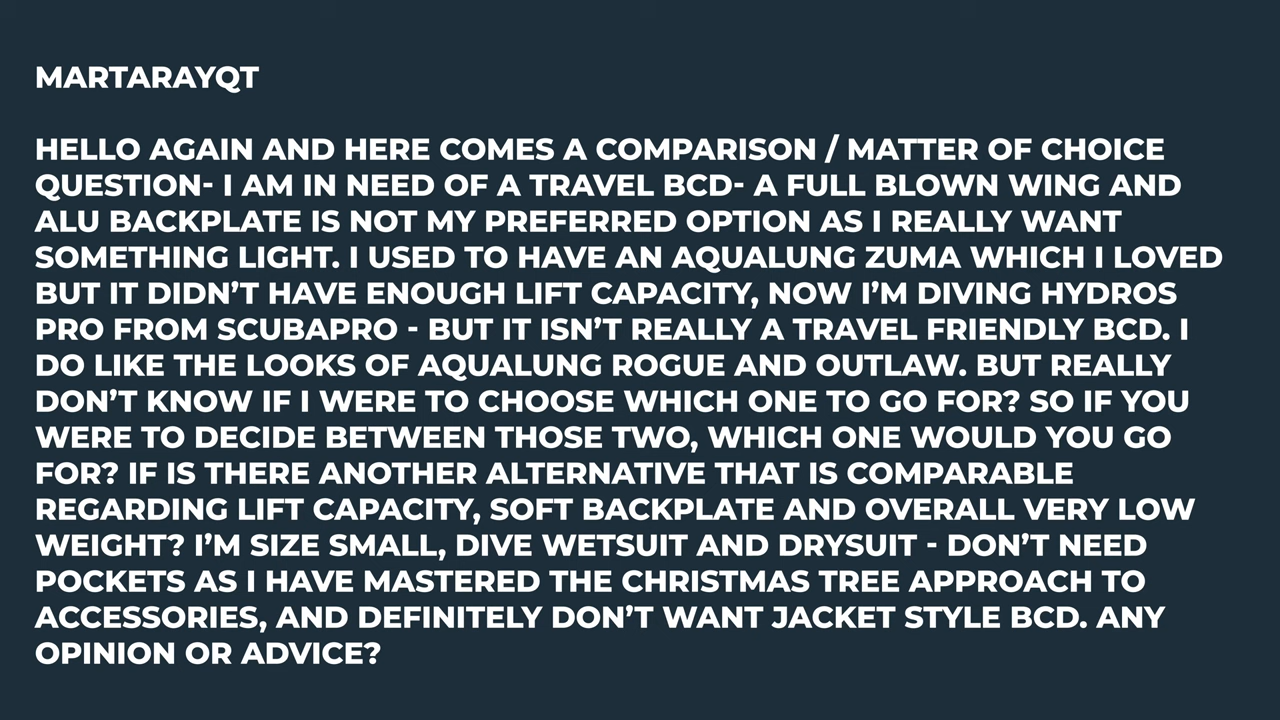 MARTARAYQT
HELLO AGAIN AND HERE COMES A COMPARISON / MATTER OF CHOICE
QUESTION- I AM IN NEED OF A TRAVEL BCD- A FULL BLOWN WING AND
ALU BACKPLATE IS NOT MY PREFERRED OPTION AS I REALLY WANT
SOMETHING LIGHT. I USED TO HAVE AN AQUALUNG ZUMA WHICH I LOVED
BUT IT DIDN'T HAVE ENOUGH LIFT CAPACITY, NOW I'M DIVING HYDROS
PRO FROM SCUBAPRO - BUT IT ISN'T REALLY A TRAVEL FRIENDLY BCD. I
DO LIKE THE LOOKS OF AQUALUNG ROGUE AND OUTLAW. BUT REALLY
DON'T KNOW IF I WERE TO CHOOSE WHICH ONE TO GO FOR? SO IF YOU
WERE TO DECIDE BETWEEN THOSE TWO, WHICH ONE WOULD YOU GO
FOR? IF IS THERE ANOTHER ALTERNATIVE THAT IS COMPARABLE
REGARDING LIFT CAPACITY, SOFT BACKPLATE AND OVERALL VERY LOW
WEIGHT? I'M SIZE SMALL, DIVE WETSUIT AND DRYSUIT - DON'T NEED
POCKETS AS I HAVE MASTERED THE CHRISTMAS TREE APPROACH TO
ACCESSORIES, AND DEFINITELY DON'T WANT JACKET STYLE BCD. ANY
OPINION OR ADVICE?